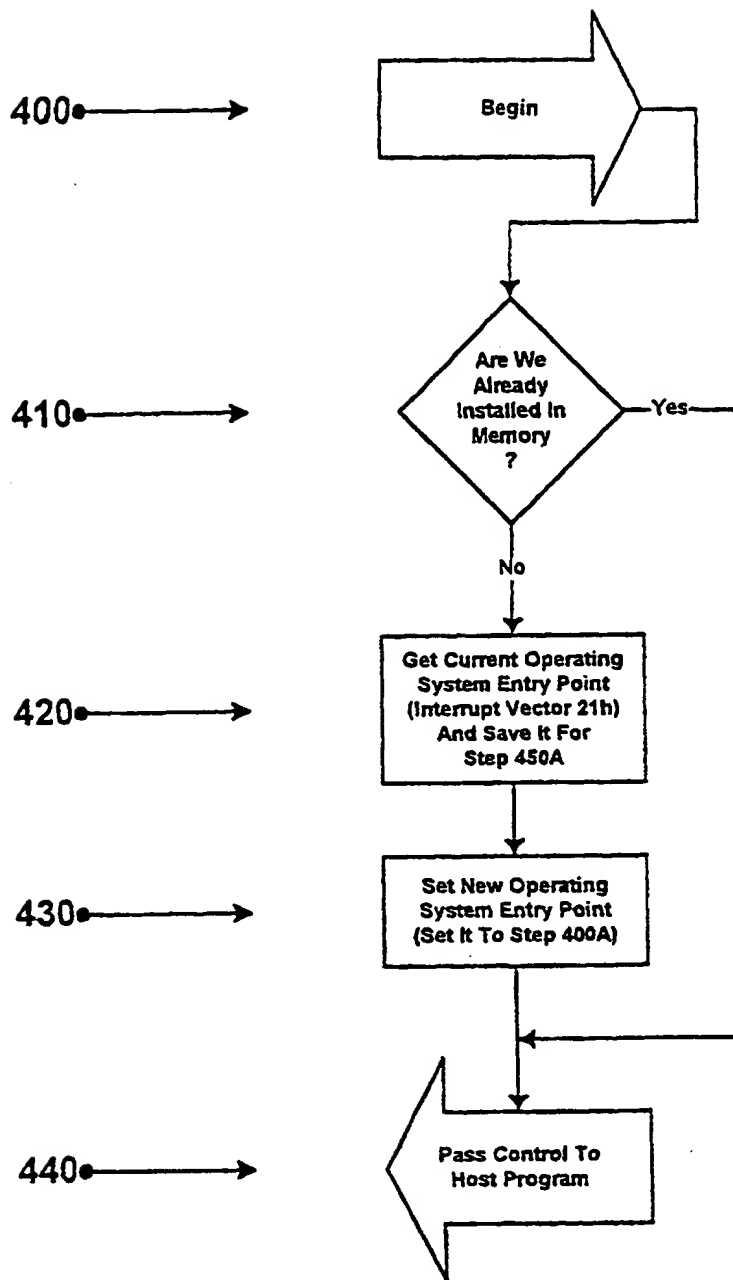 400
Begin
410
Are We
Already
Installed In
Memory
?
Yes
No
420
Get Current Operating
System Entry Point
(Interrupt Vector 21h)
And Save It For
Step 450A
430
Set New Operating
System Entry Point
(Set It To Step 400A)
440
Pass Control To
Host Program